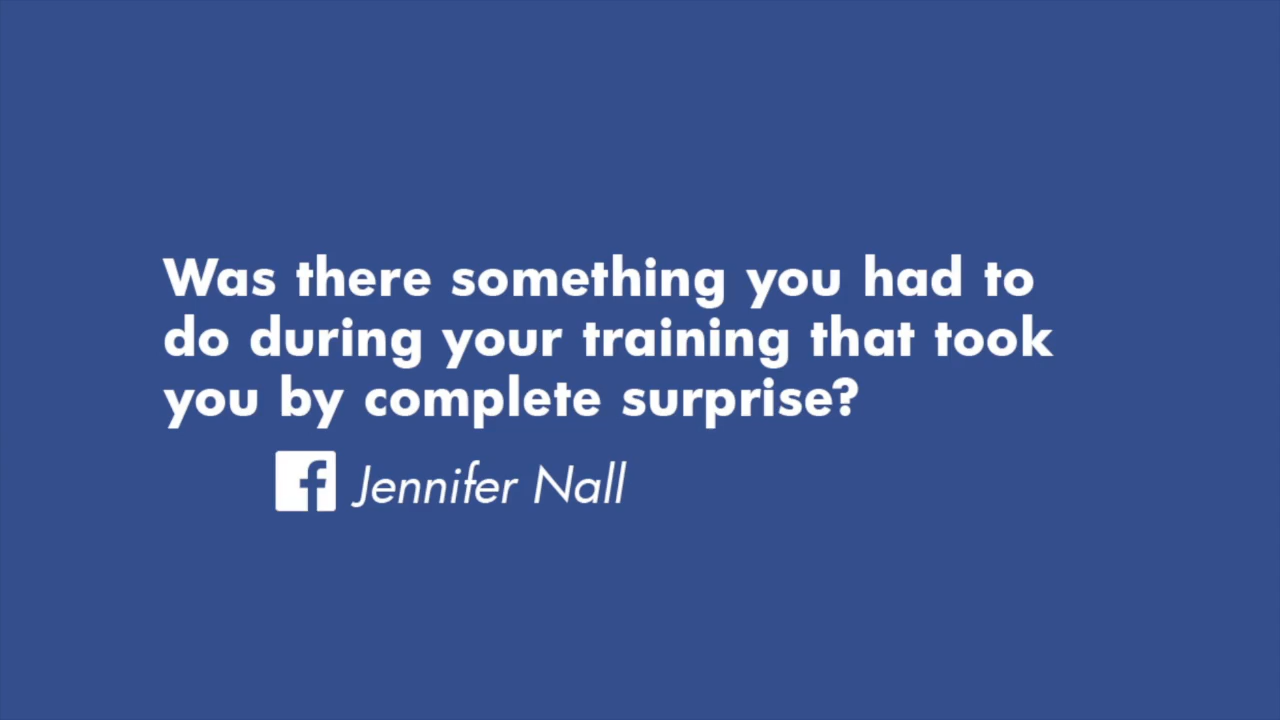 Was there something you had to
do during your training that took
you by complete surprise?
f Jennifer Nall